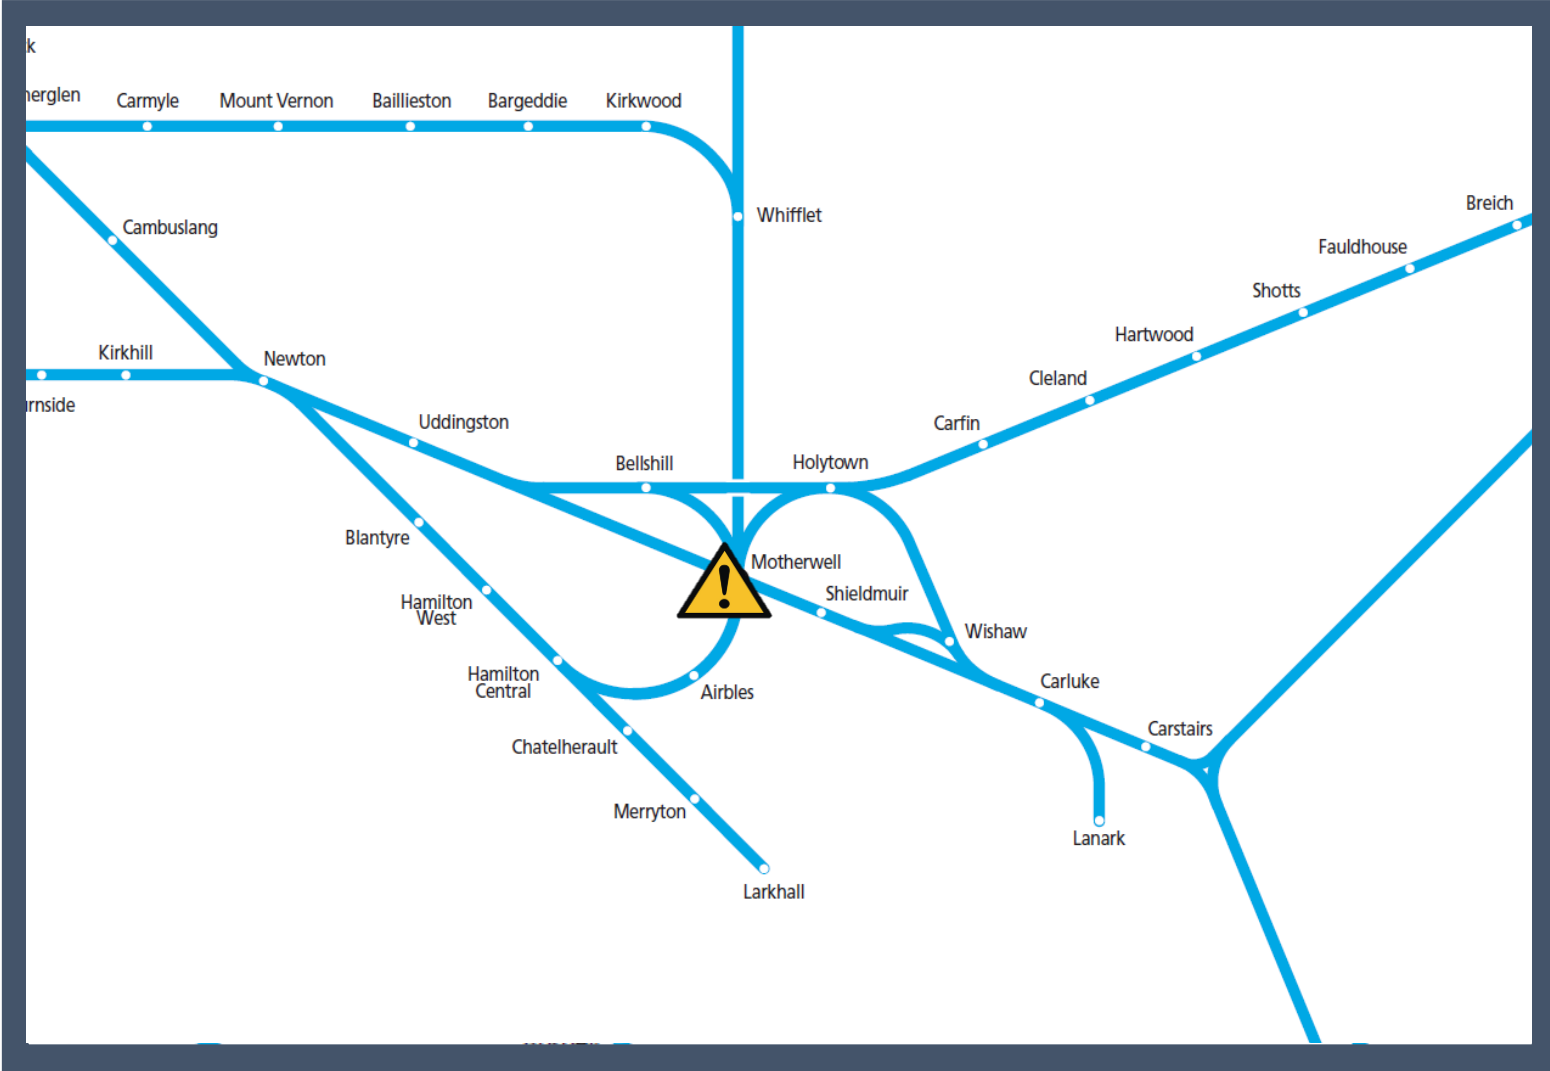 Carmyle
Mount Vernon
Baillieston
Bargeddie
Kirkwood
Whifflet
Breich
Cambuslang
Fauldhouse
Shotts
Hartwood
Kirkhill
Newton
Cleland
Uddingston
Carfin
Bellshill
Holytown
Blantyre
Motherwell
Shieldmuir
Hamilton
West
Wishaw
Hamilton
Central
Carluke
Airbles
Carstairs
Chatelherault
Merryton
Lanark
Larkhall